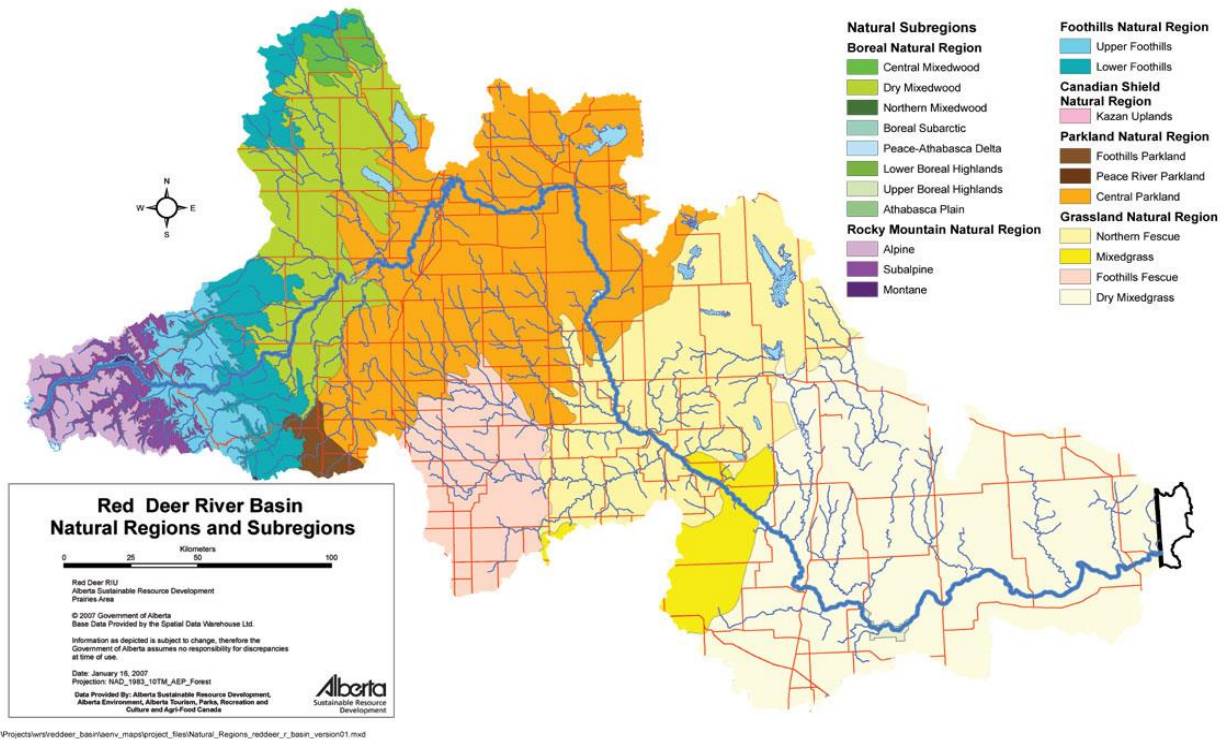 Natural Subregions
Boreal Natural Region
Central Mixedwood
Dry Mixedwood
Northern Mixedwood
Boreal Subarctic
Peace-Athabasca Delta
Lower Boreal Highlands
Upper Boreal Highlands
Athabasca Plain
Rocky Mountain Natural Region
Alpine
Subalpine
Montane
Foothills Natural Region
Upper Foothills
Lower Foothills
Canadian Shield
Natural Region
Kazan Uplands
Parkland Natural Region
Foothills Parkland
Peace River Parkland
Central Parkland
Grassland Natural Region
Northern Fescue
Mixedgrass
Foothills Fescue
Dry Mixedgrass
N
W E
S
Red Deer River Basin
Natural Regions and Subregions
Kilometers
0 25 50 100
Red Deer RIU
Alberta Sustainable Resource Development
Prairies Area
© 2007 Government of Alberta
Base Data Provided by the Spatial Data Warehouse Ltd.
Information as depicted is subject to change, therefore the
Government of Alberta assumes no responsibility for discrepancies
at time of use.
Date: January 16, 2007
Projection: NAD_1983_10TM_AEP_Forest
Data Provided By: Alberta Sustainable Resource Development,
Alberta Environment, Alberta Tourism, Parks, Recreation and
Culture and Agri-Food Canada
Alberta
Sustainable Resource
Development
\Projects\wrs\reddeer_basin\aenv_maps\project_files\Natural_Regions_reddeer_r_basin_version01.mxd